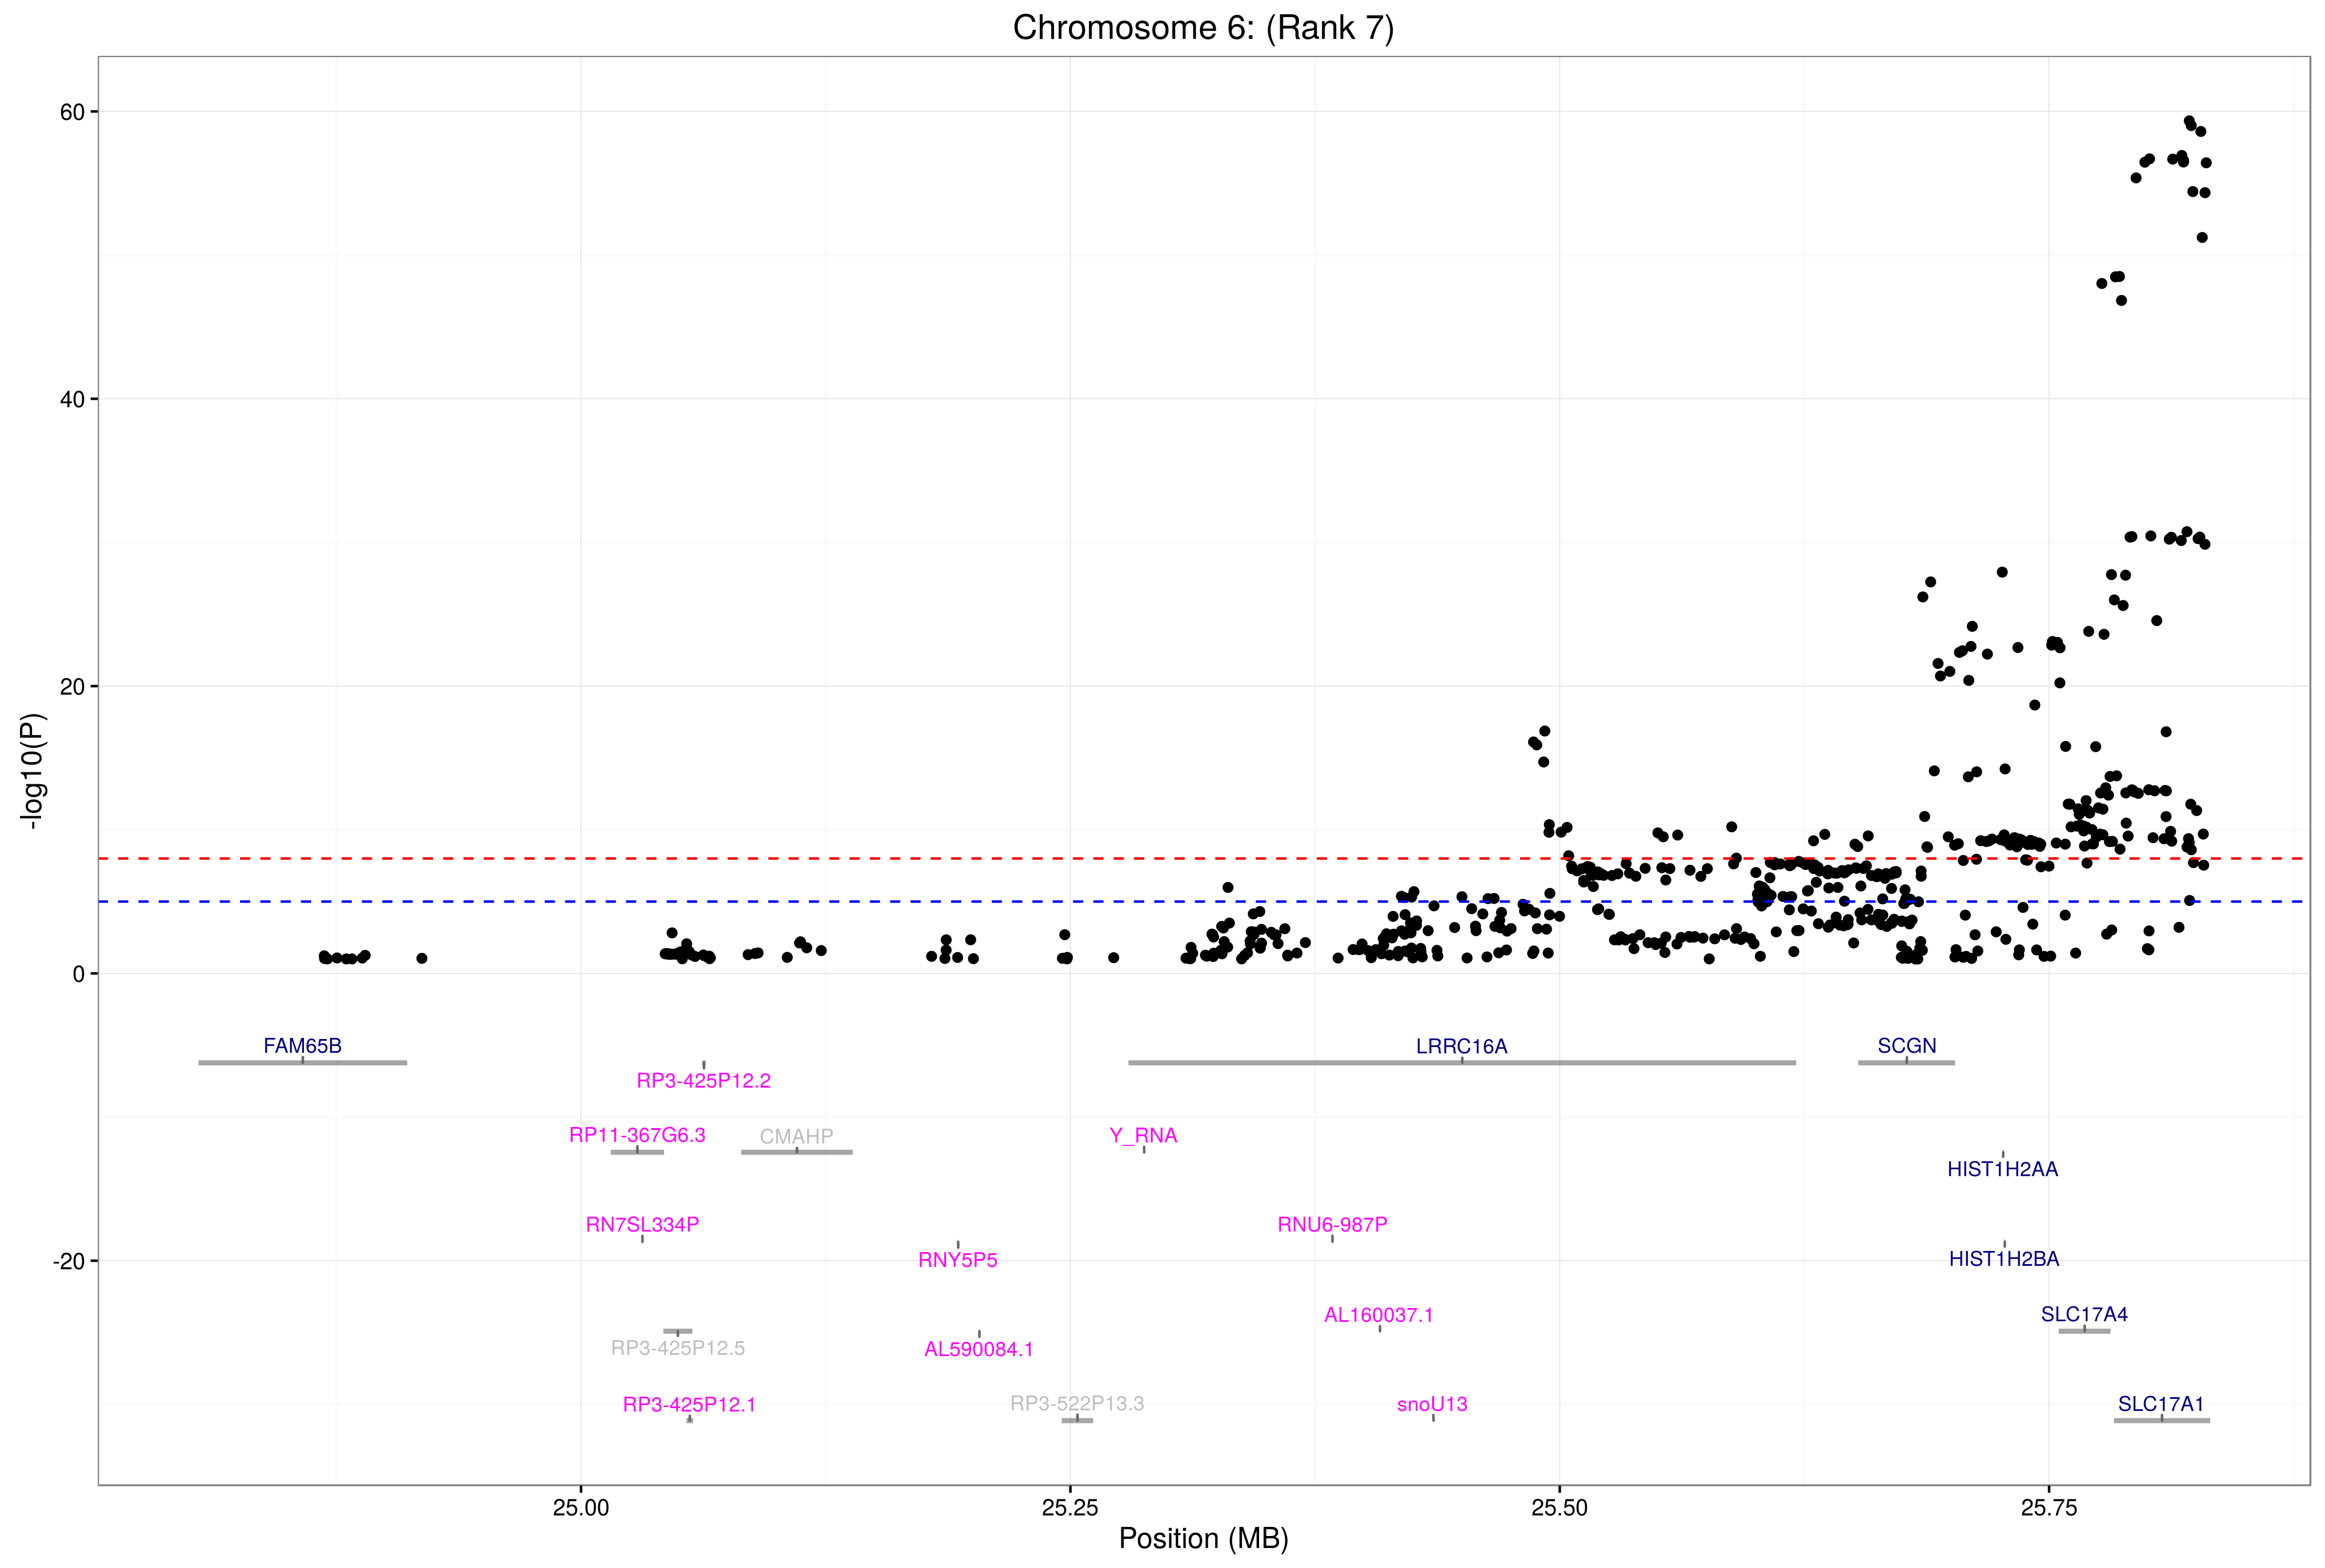 Chromosome 6: (Rank 7)
60
40
20
0
-20
-log10(P)
FAM65B
LRRC16A
SCGN
RP3-425P12.2
RP11-367G6.3
CMAHP
Y_RNA
HIST1H2AA
RN7SL334P
RNU6-987P
RNY5P5
HIST1H2BA
AL160037.1
SLC17A4
RP3-425P12.5
AL590084.1
RP3-425P12.1
RP3-522P13.3
snoU13
SLC17A1
25.00
25.25
25.50
25.75
Position (MB)